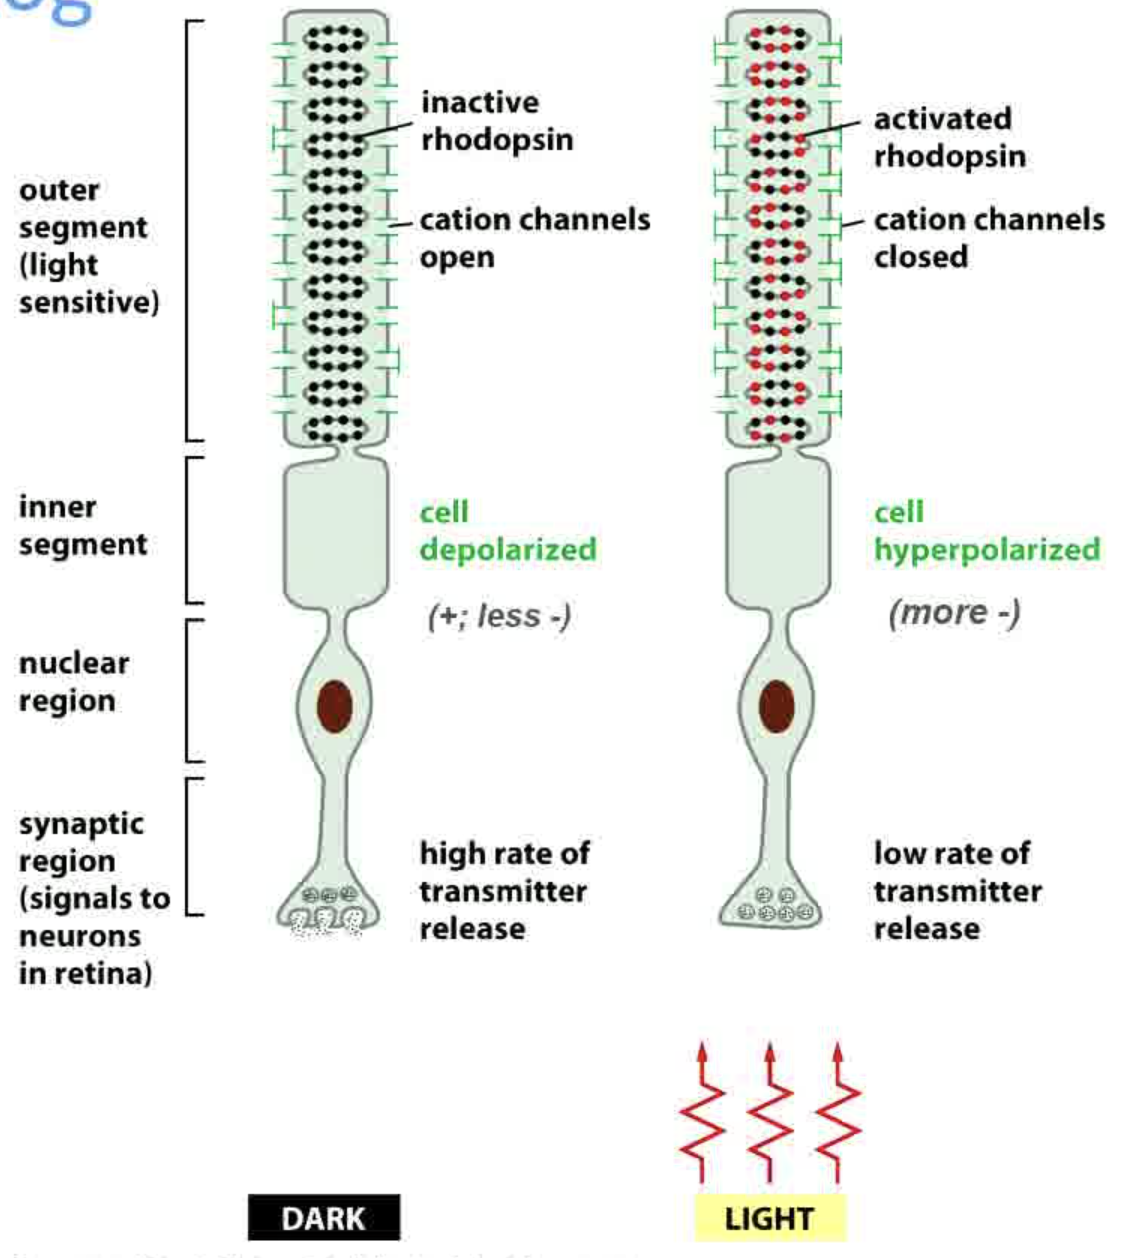 og
inactive
rhodopsin
activated
rhodopsin
outer
segment
(light
sensitive)
cation channels
open
cation channels
closed
inner
segment
cell
depolarized
(+; less -)
cell
hyperpolarized
(more -)
nuclear
region
synaptic
region
(signals to
neurons
in retina)
high rate of
transmitter
release
low rate of
transmitter
release
DARK
LIGHT